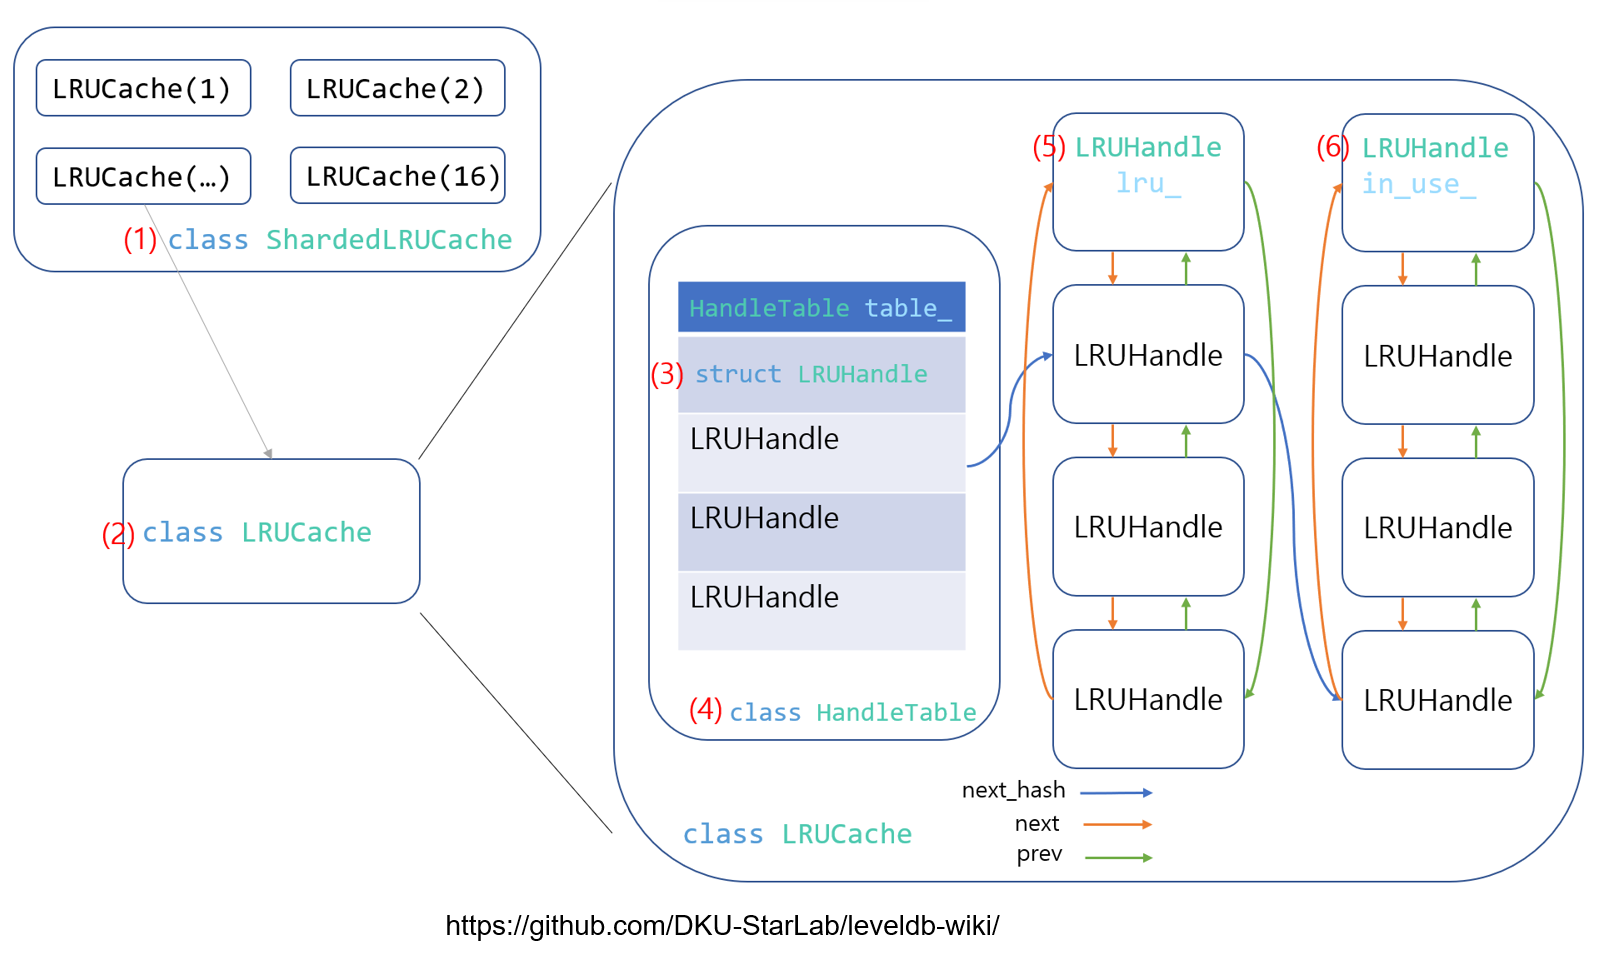 LRUCache(1)
LRUCache(2)
LRUCache(...)
LRUCache(16)
(1) class ShardedLRUCache
(2) class LRUCache
HandleTable table_
(3) struct LRUHandle
LRUHandle
LRUHandle
LRUHandle
(4) class HandleTable
(5) LRUHandle
lru_
LRUHandle
LRUHandle
LRUHandle
(6) LRUHandle
in_use_
LRUHandle
LRUHandle
LRUHandle
next_hash
next
prev
class LRUCache
https://github.com/DKU-StarLab/leveldb-wiki/